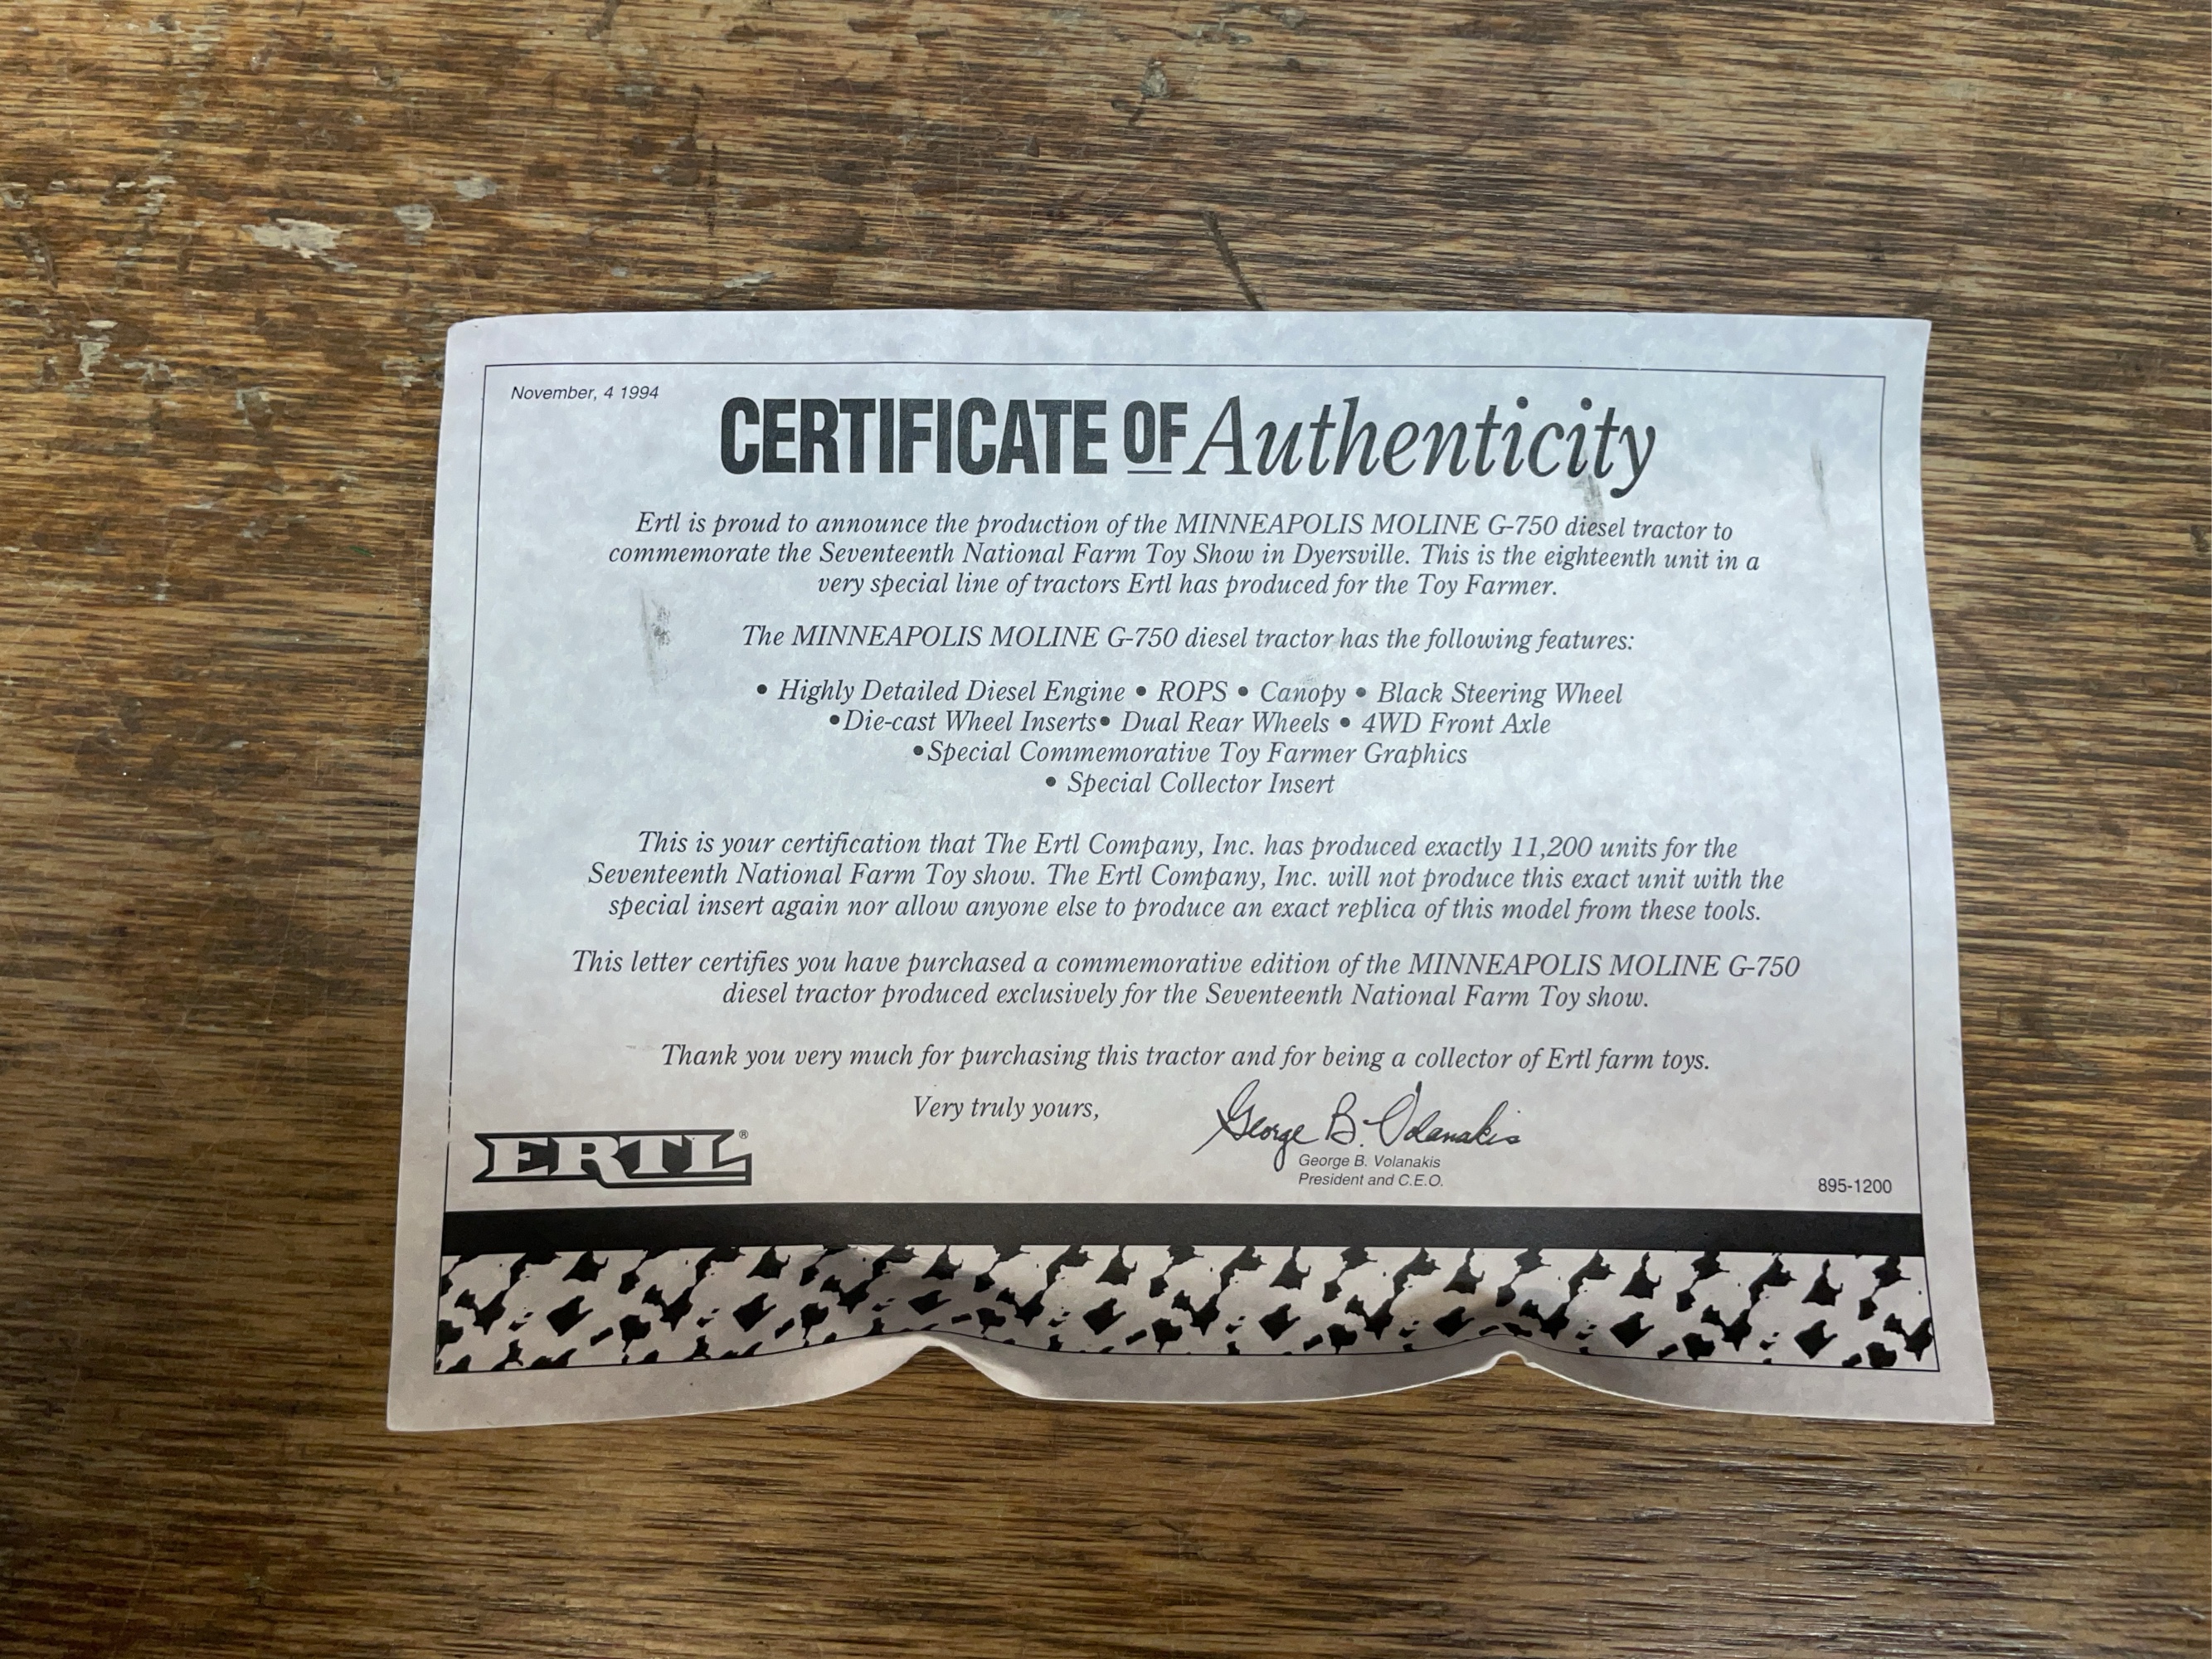 November, 4 1994
CERTIFICATE OF Authenticity
Ertl is proud to announce the production of the MINNEAPOLIS MOLINE G-750 diesel tractor to
commemorate the Seventeenth National Farm Toy Show in Dyersville. This is the eighteenth unit in a
very special line of tractors Ertl has produced for the Toy Farmer.
The MINNEAPOLIS MOLINE G-750 diesel tractor has the following features:
• Highly Detailed Diesel Engine • ROPS • Canopy • Black Steering Wheel
•Die-cast Wheel Inserts• Dual Rear Wheels • 4WD Front Axle
•Special Commemorative Toy Farmer Graphics
• Special Collector Insert
This is your certification that The Ertl Company, Inc. has produced exactly 11,200 units for the
Seventeenth National Farm Toy show. The Ertl Company, Inc. will not produce this exact unit with the
special insert again nor allow anyone else to produce an exact replica of this model from these tools.
This letter certifies you have purchased a commemorative edition of the MINNEAPOLIS MOLINE G-750
diesel tractor produced exclusively for the Seventeenth National Farm Toy show.
Thank you very much for purchasing this tractor and for being a collector of Ertl farm toys.
Very truly yours,
George B. Volanakis
ERTL®
George B. Volanakis
President and C.E.O.
895-1200